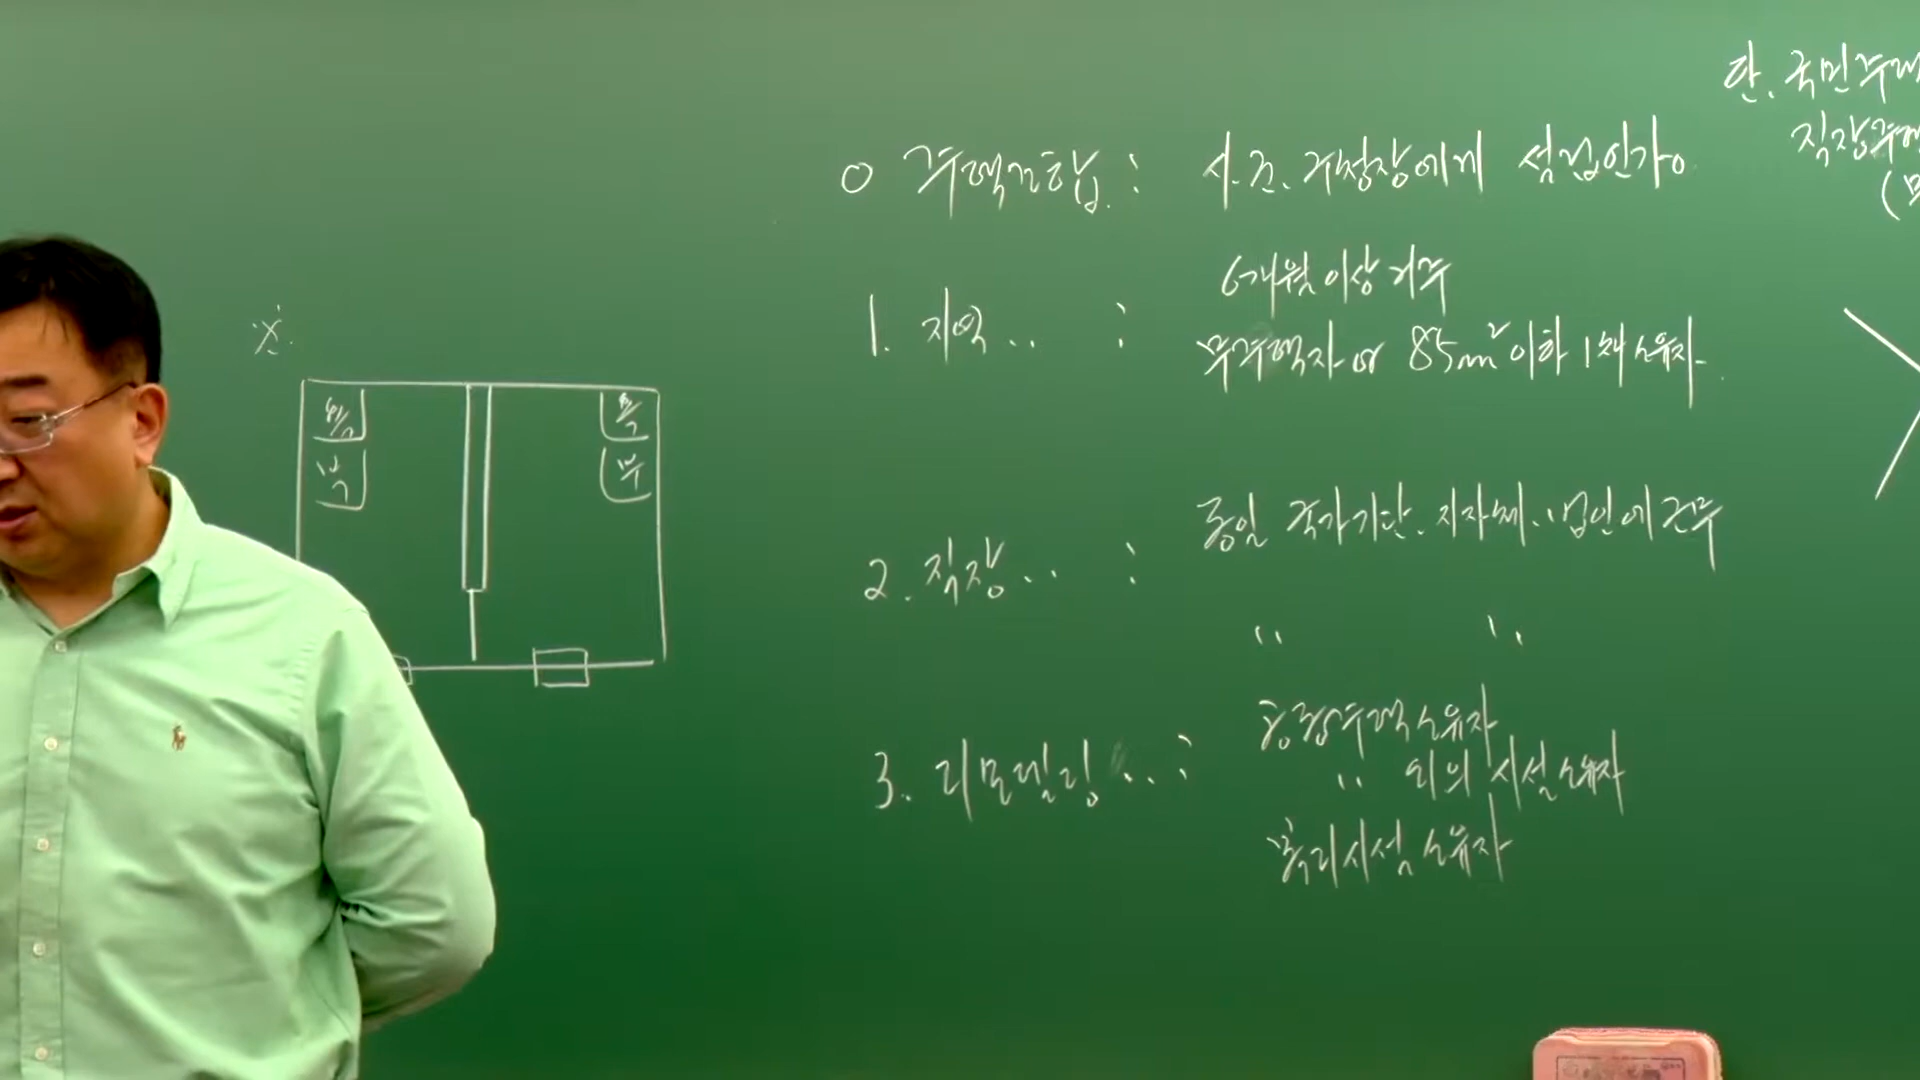 단. 국민주택
직장주택
o 주택조합 : 시.군.구청장에게 설립인가
6개월 이상 거주
1. 지역.. :
무주택자 or 85m² 이하 1채 소유자
동일 국가기관. 지자체. 법인에 근무
2. 직장.. :
〃 〃
공동주택 소유자
3. 리모델링.. :
〃 외의 시설 소유자
복리시설 소유자
※.
욕 욕
부 부